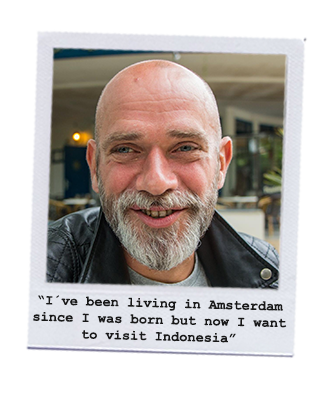 “I´ve been living in Amsterdam
since I was born but now I want
to visit Indonesia”